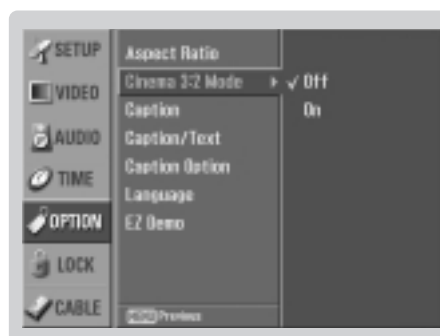 SETUP
VIDEO
AUDIO
TIME
OPTION
LOCK
CABLE
Aspect Ratio
Cinema 3:2 Mode
Caption
Caption/Text
Caption Option
Language
EZ Demo
Off
On
MENU Previous